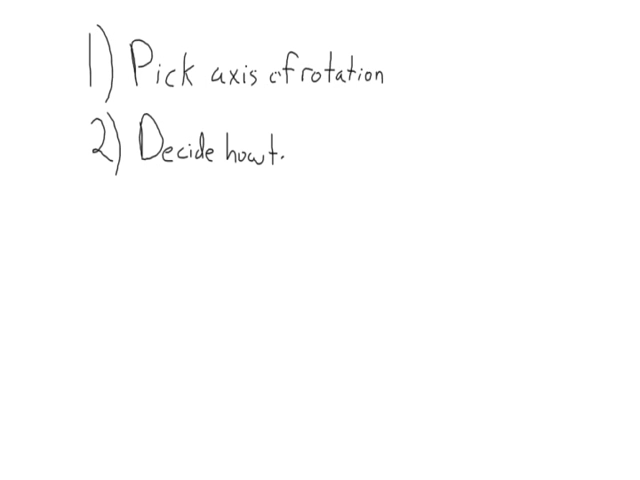 1) Pick axis of rotation
2) Decide how t